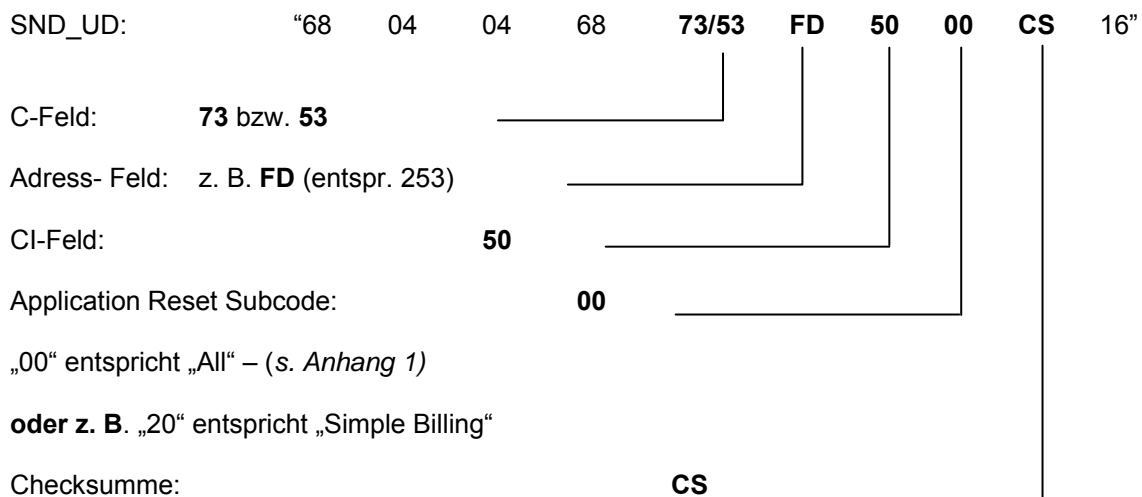 SND_UD: “68 04 04 68 73/53 FD 50 00 CS 16”
C-Feld: 73 bzw. 53
Adress- Feld: z. B. FD (entspr. 253)
CI-Feld: 50
Application Reset Subcode: 00
„00“ entspricht „All“ – (s. Anhang 1)
oder z. B. „20“ entspricht „Simple Billing“
Checksumme: CS